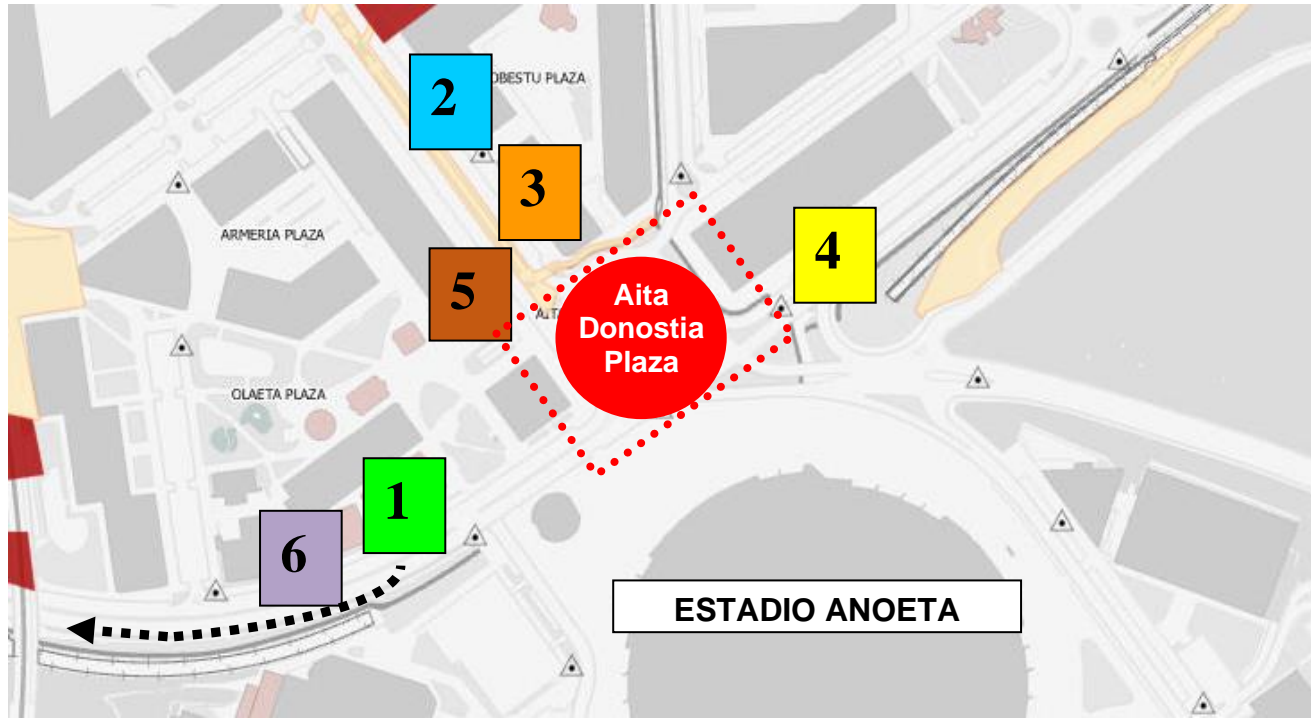 2
OBESTU PLAZA
3
ARMERIA PLAZA
4
5
Aita
Donostia
Plaza
OLAETA PLAZA
1
6
ESTADIO ANOETA